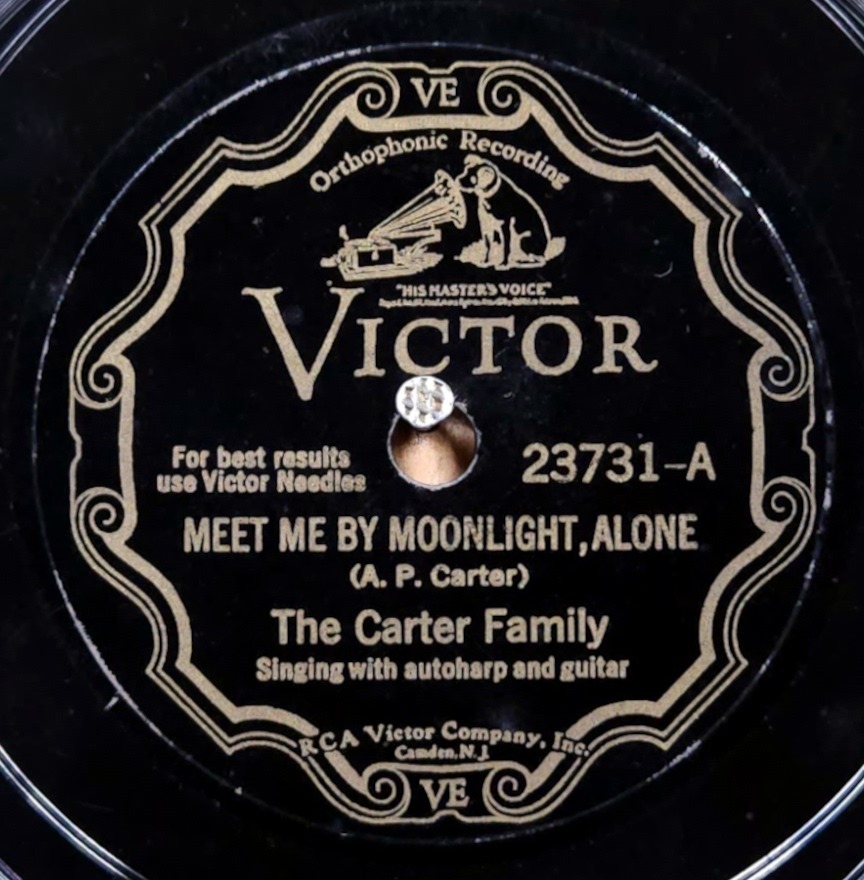 VE
Orthophonic Recording
"HIS MASTER'S VOICE"
VICTOR
For best results
use Victor Needles
23731-A
MEET ME BY MOONLIGHT, ALONE
(A. P. Carter)
The Carter Family
Singing with autoharp and guitar
RCA Victor Company, Inc.
Camden, N.J.
VE